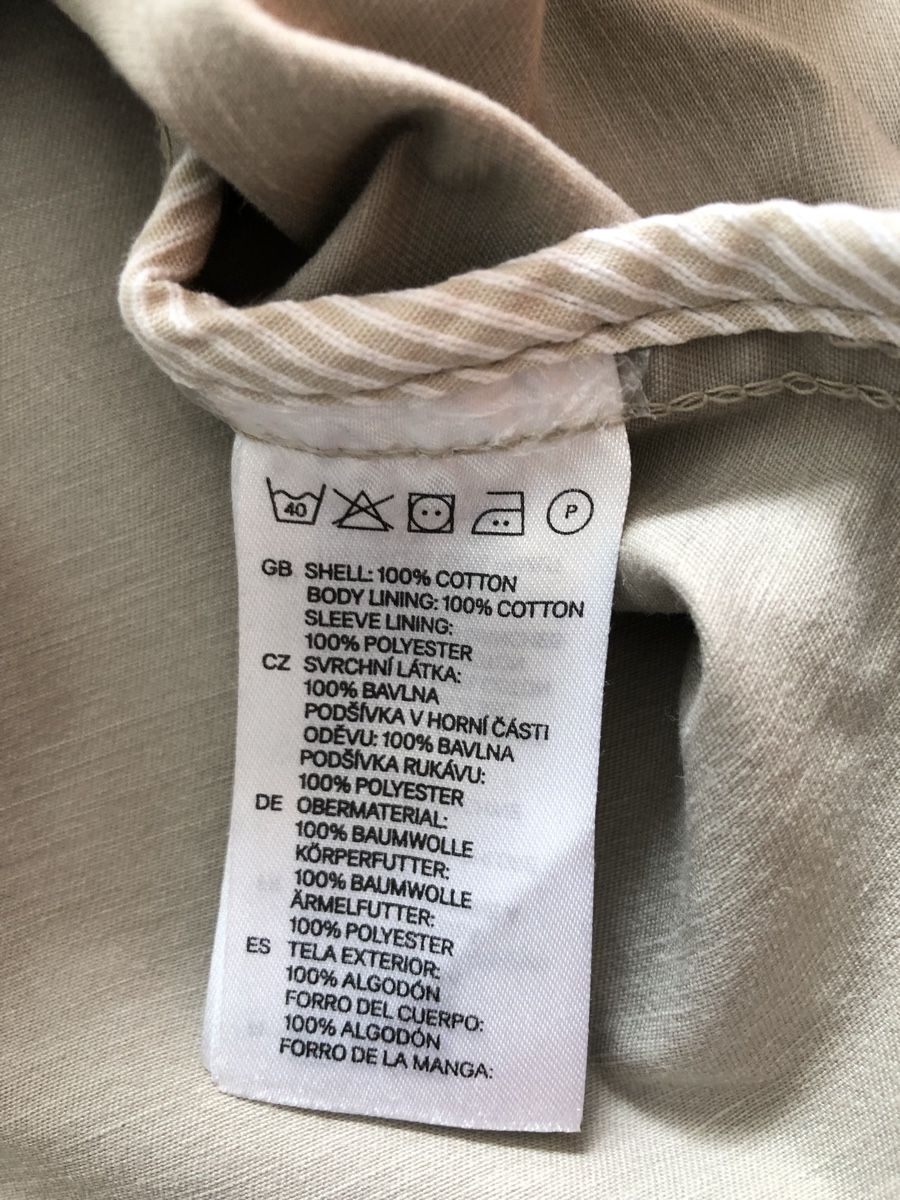 40 P
GB SHELL: 100% COTTON
BODY LINING: 100% COTTON
SLEEVE LINING:
100% POLYESTER
CZ SVRCHNÍ LÁTKA:
100% BAVLNA
PODŠÍVKA V HORNÍ ČÁSTI
ODĚVU: 100% BAVLNA
PODŠÍVKA RUKÁVU:
100% POLYESTER
DE OBERMATERIAL:
100% BAUMWOLLE
KÖRPERFUTTER:
100% BAUMWOLLE
ÄRMELFUTTER:
100% POLYESTER
ES TELA EXTERIOR:
100% ALGODÓN
FORRO DEL CUERPO:
100% ALGODÓN
FORRO DE LA MANGA: